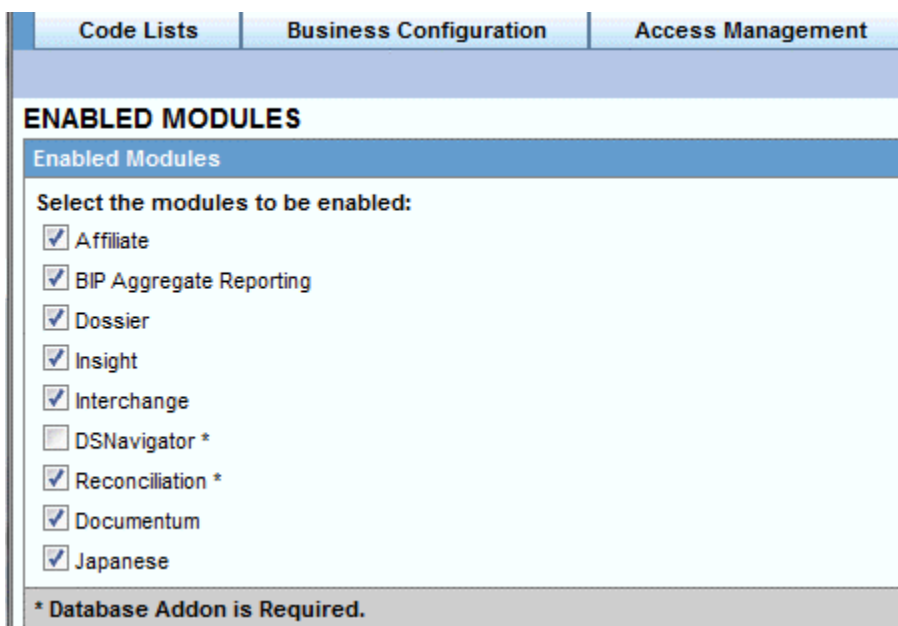 Code Lists Business Configuration Access Management
ENABLED MODULES
Enabled Modules
Select the modules to be enabled:
Affiliate
BIP Aggregate Reporting
Dossier
Insight
Interchange
DSNavigator *
Reconciliation *
Documentum
Japanese
* Database Addon is Required.